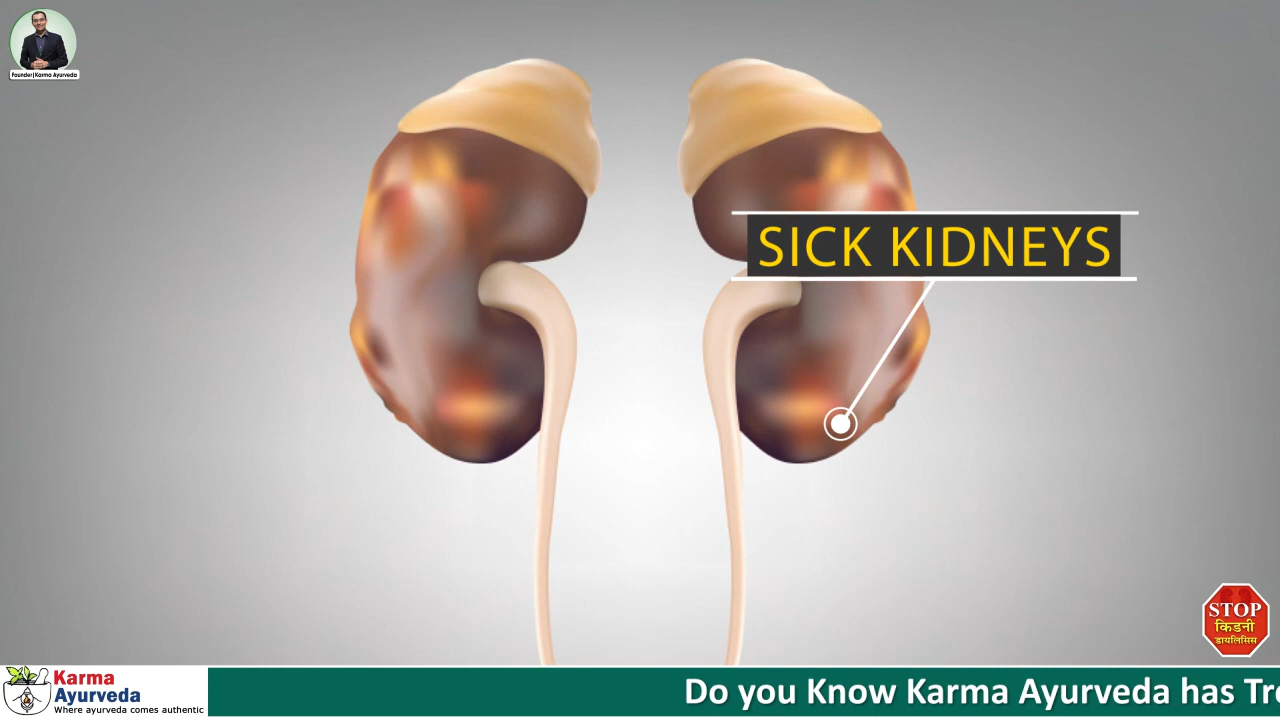 Founder|Karma Ayurveda
SICK KIDNEYS
STOP
किडनी
डायलिसिस
Karma
Ayurveda
Where ayurveda comes authentic
Do you Know Karma Ayurveda has Tre